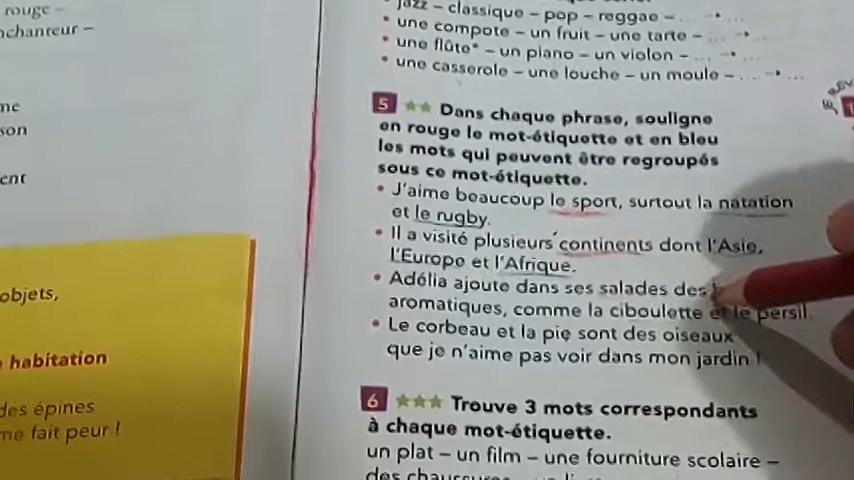 rouge –
nchanteur –
me
son
ent
objets,
habitation
des épines
me fait peur !
jazz – classique – pop – reggae – ... → ...
• une compote – un fruit – une tarte – ... → ...
• une flûte* – un piano – un violon – ... → ...
• une casserole – une louche – un moule – ... → ...
5 ★★ Dans chaque phrase, souligne
en rouge le mot-étiquette et en bleu
les mots qui peuvent être regroupés
sous ce mot-étiquette.
• J'aime beaucoup le sport, surtout la natation
et le rugby.
• Il a visité plusieurs continents dont l'Asie,
l'Europe et l'Afrique.
• Adélia ajoute dans ses salades des
aromatiques, comme la ciboulette et le persil.
• Le corbeau et la pie sont des oiseaux
que je n'aime pas voir dans mon jardin !
6 ★★★ Trouve 3 mots correspondants
à chaque mot-étiquette.
un plat – un film – une fourniture scolaire –
des chaussures